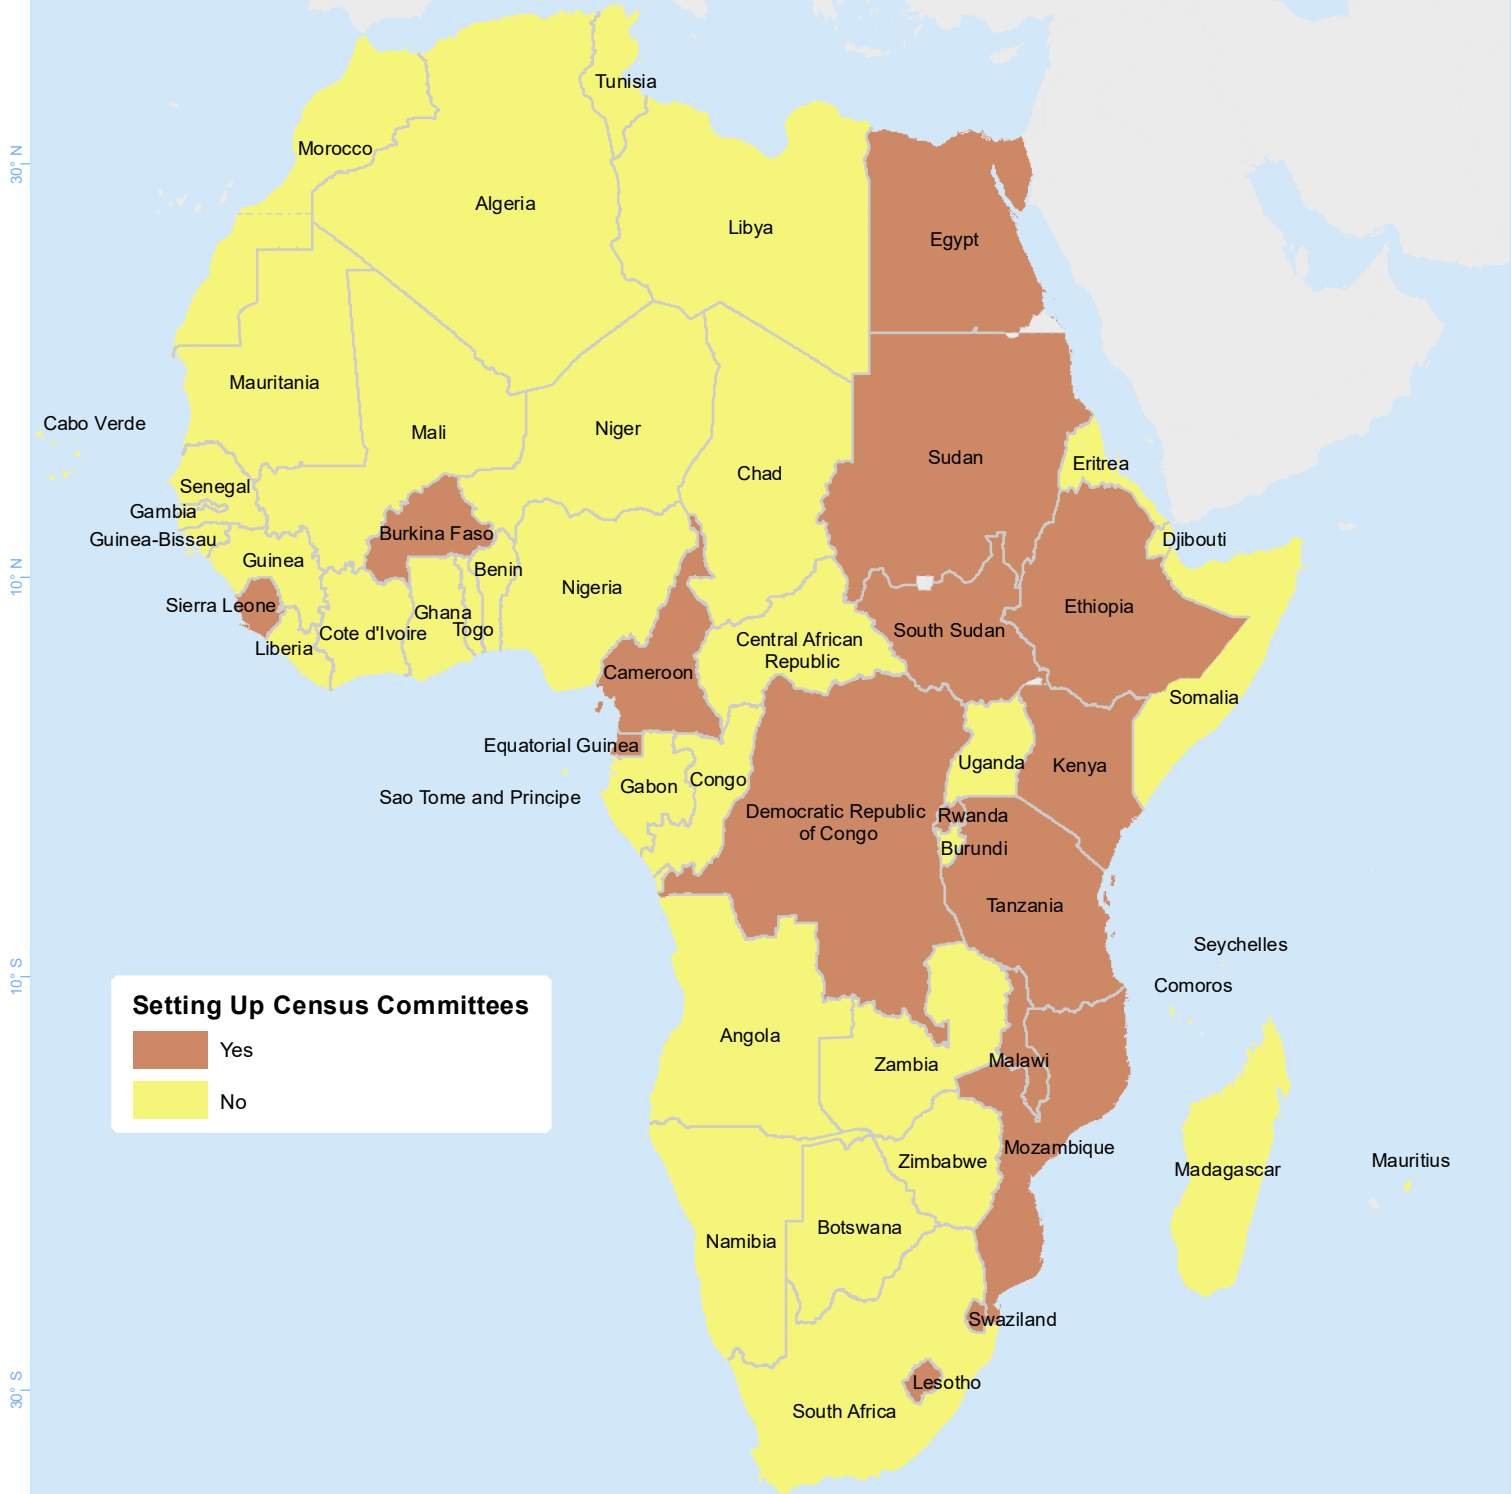 Tunisia
30° N
Morocco
Algeria
Libya
Egypt
Mauritania
Cabo Verde
Mali
Niger
Chad
Sudan
Eritrea
Senegal
Gambia
Guinea-Bissau
Burkina Faso
Djibouti
Guinea
Benin
10° N
Nigeria
Sierra Leone
Ghana
Ethiopia
Togo
Cote d'Ivoire
Liberia
South Sudan
Central African
Republic
Cameroon
Somalia
Equatorial Guinea
Uganda
Kenya
Gabon
Congo
Sao Tome and Principe
Democratic Republic
of Congo
Rwanda
Burundi
Tanzania
Seychelles
10° S
Comoros
Setting Up Census Committees
Yes
No
Angola
Zambia
Malawi
Mozambique
Zimbabwe
Madagascar
Mauritius
Botswana
Namibia
Swaziland
Lesotho
30° S
South Africa